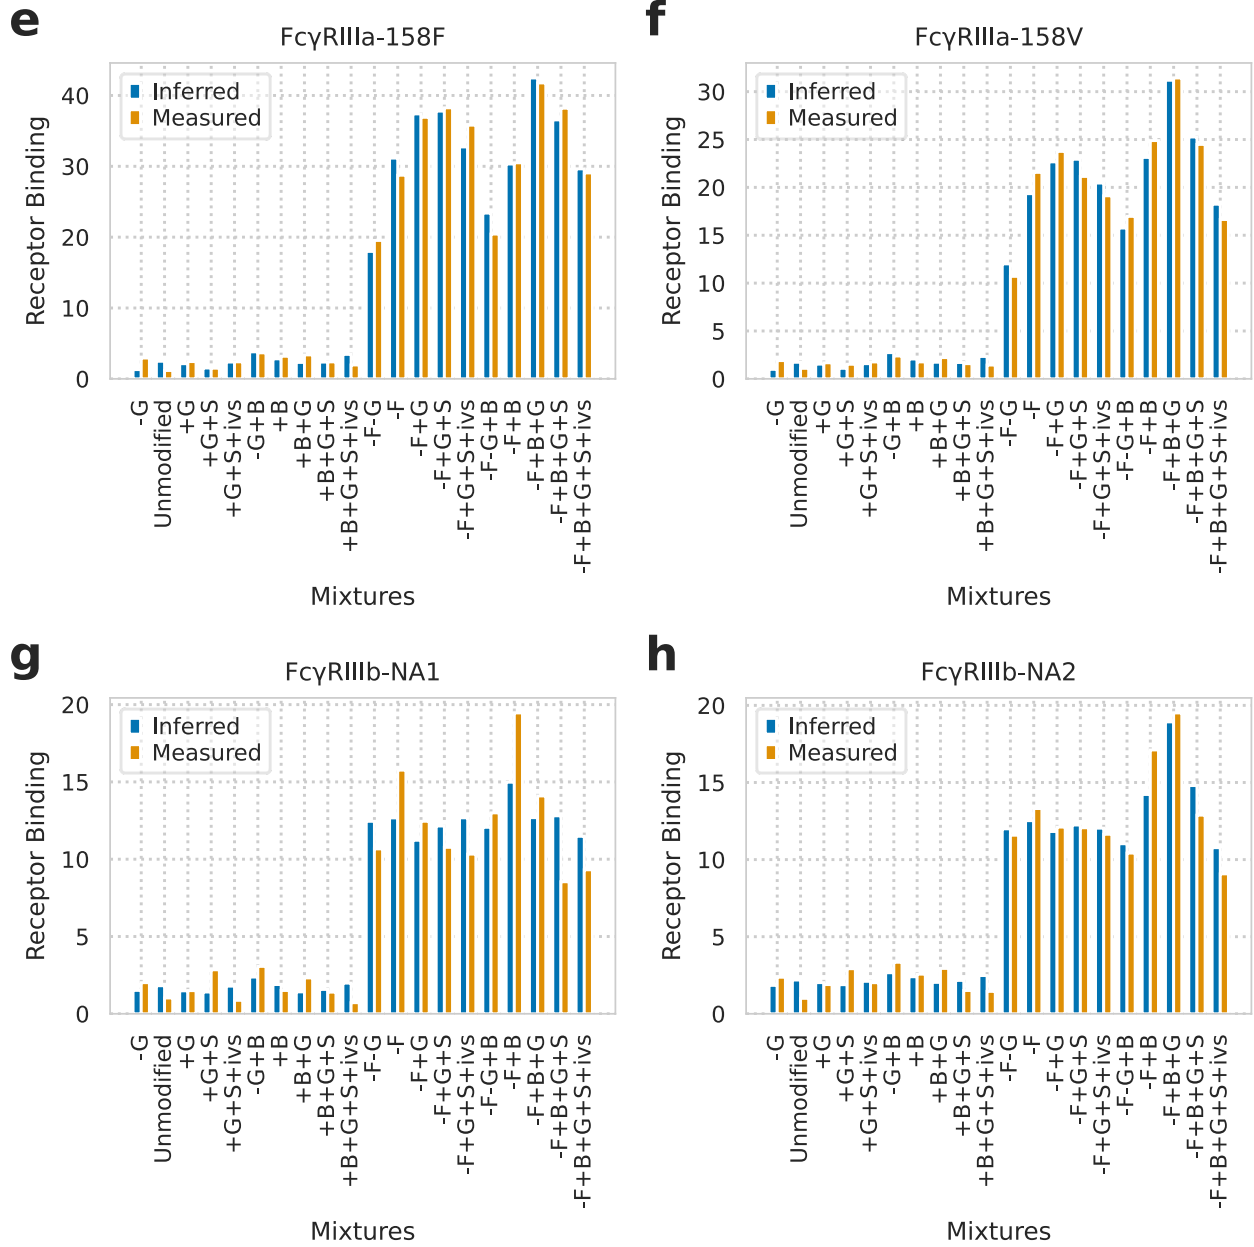 e
FcγRIIIa-158F
Inferred
Measured
Receptor Binding
0
10
20
30
40
-G
Unmodified
+G
+G+S
+G+S+ivs
-G+B
+B
+B+G
+B+G+S
+B+G+S+ivs
-F-G
-F
-F+G
-F+G+S
-F+G+S+ivs
-F-G+B
-F+B
-F+B+G
-F+B+G+S
-F+B+G+S+ivs
Mixtures
f
FcγRIIIa-158V
Inferred
Measured
Receptor Binding
0
5
10
15
20
25
30
-G
Unmodified
+G
+G+S
+G+S+ivs
-G+B
+B
+B+G
+B+G+S
+B+G+S+ivs
-F-G
-F
-F+G
-F+G+S
-F+G+S+ivs
-F-G+B
-F+B
-F+B+G
-F+B+G+S
-F+B+G+S+ivs
Mixtures
g
FcγRIIIb-NA1
Inferred
Measured
Receptor Binding
0
5
10
15
20
-G
Unmodified
+G
+G+S
+G+S+ivs
-G+B
+B
+B+G
+B+G+S
+B+G+S+ivs
-F-G
-F
-F+G
-F+G+S
-F+G+S+ivs
-F-G+B
-F+B
-F+B+G
-F+B+G+S
-F+B+G+S+ivs
Mixtures
h
FcγRIIIb-NA2
Inferred
Measured
Receptor Binding
0
5
10
15
20
-G
Unmodified
+G
+G+S
+G+S+ivs
-G+B
+B
+B+G
+B+G+S
+B+G+S+ivs
-F-G
-F
-F+G
-F+G+S
-F+G+S+ivs
-F-G+B
-F+B
-F+B+G
-F+B+G+S
-F+B+G+S+ivs
Mixtures